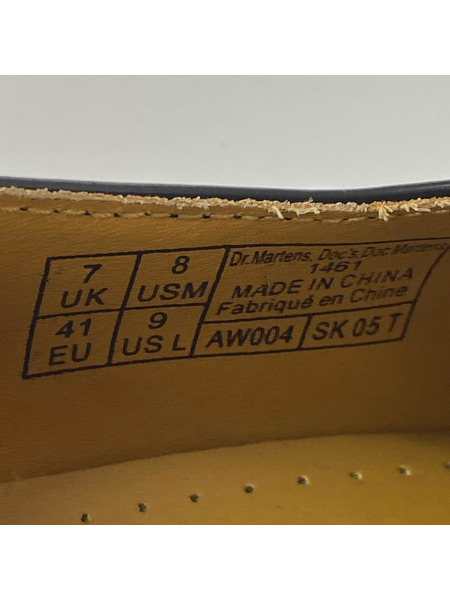 7 UK
8 USM
Dr.Martens. Doc's.Doc Martens
1461
MADE IN CHINA
Fabriqué en Chine
41 EU
9 US L
AW004
SK 05 T